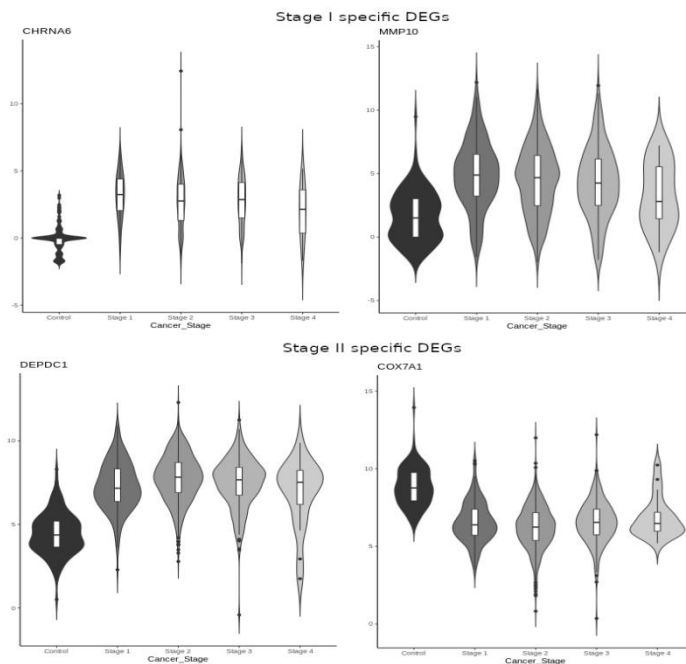 Stage I specific DEGs
CHRNA6
10
5
0
-5
Control Stage 1 Stage 2 Stage 3 Stage 4
Cancer_Stage
MMP10
15
10
5
0
-5
Control Stage 1 Stage 2 Stage 3 Stage 4
Cancer_Stage
Stage II specific DEGs
DEPDC1
10
5
0
Control Stage 1 Stage 2 Stage 3 Stage 4
Cancer_Stage
COX7A1
15
10
5
0
Control Stage 1 Stage 2 Stage 3 Stage 4
Cancer_Stage